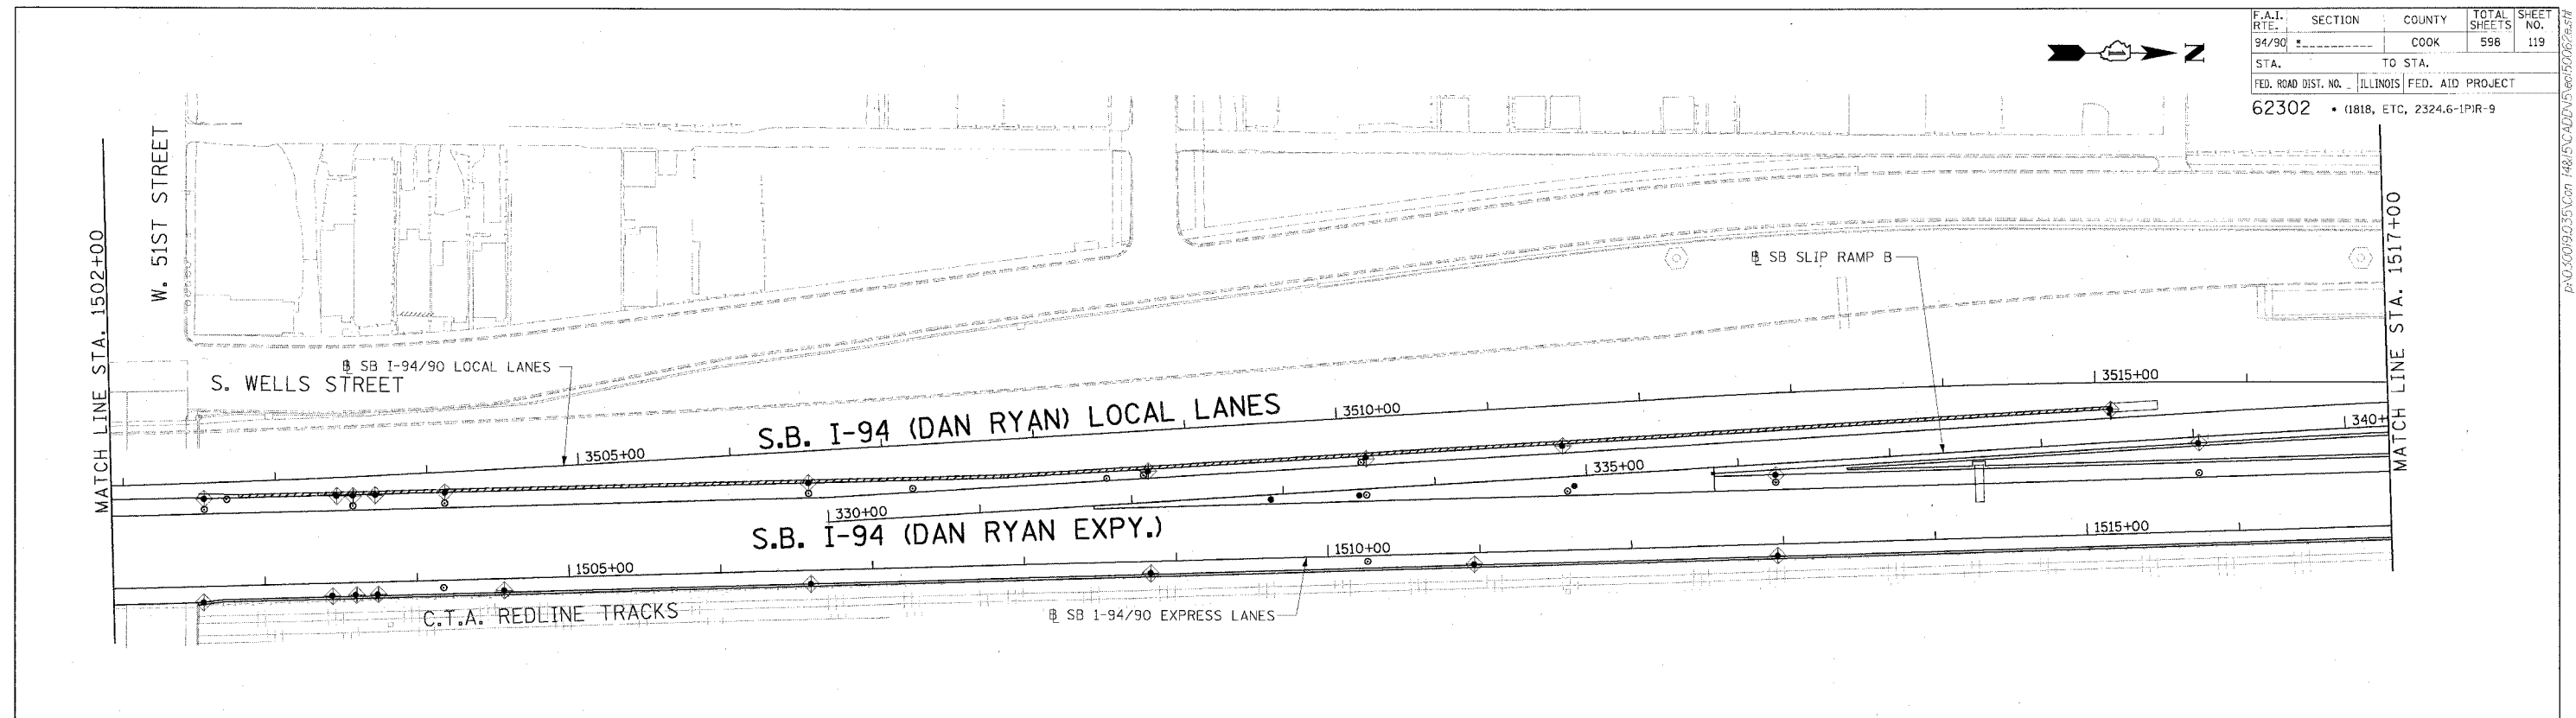 F.A.I. RTE. SECTION COUNTY TOTAL SHEETS SHEET NO.
94/90 * COOK 598 119
STA. TO STA.
FED. ROAD DIST. NO. _ ILLINOIS FED. AID PROJECT
62302 * (1818, ETC, 2324.6-1P)R-9
N
MATCH LINE STA. 1502+00
W. 51ST STREET
S. WELLS STREET
℄ SB I-94/90 LOCAL LANES
℄ SB SLIP RAMP B
S.B. I-94 (DAN RYAN) LOCAL LANES
3505+00
3510+00
3515+00
330+00
335+00
340+
S.B. I-94 (DAN RYAN EXPY.)
1505+00
1510+00
1515+00
C.T.A. REDLINE TRACKS
℄ SB I-94/90 EXPRESS LANES
MATCH LINE STA. 1517+00